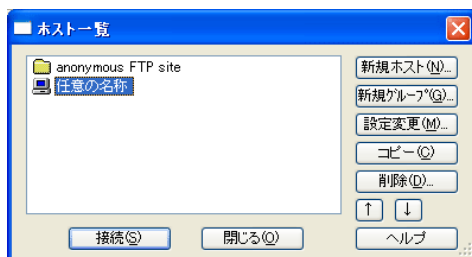 ホスト一覧
anonymous FTP site
任意の名称
新規ホスト(N)...
新規グループ(G)...
設定変更(M)...
コピー(C)
削除(D)...
↑ ↓
接続(S) 閉じる(O) ヘルプ